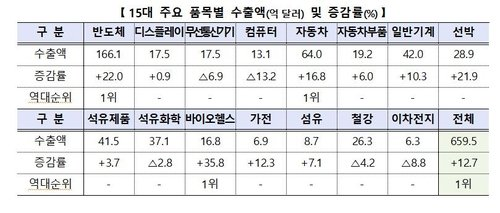 【 15대 주요 품목별 수출액(억 달러) 및 증감률(%) 】
구 분 반도체 디스플레이 무선통신기기 컴퓨터 자동차 자동차부품 일반기계 선박
수출액 166.1 17.5 17.5 13.1 64.0 19.2 42.0 28.9
증감률 +22.0 +0.9 △6.9 △13.2 +16.8 +6.0 +10.3 +21.9
역대순위 1위 - - - 1위 - - -
구 분 석유제품 석유화학 바이오헬스 가전 섬유 철강 이차전지 전체
수출액 41.5 37.1 16.8 6.9 8.7 26.3 6.3 659.5
증감률 +3.7 △2.8 +35.8 +12.3 +7.1 △4.2 △8.8 +12.7
역대순위 - - 1위 - - - - 1위